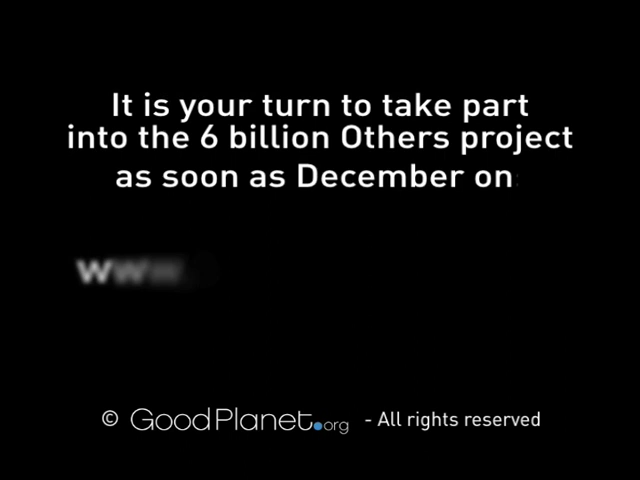 It is your turn to take part
into the 6 billion Others project
as soon as December on:
www.
© GoodPlanet.org - All rights reserved